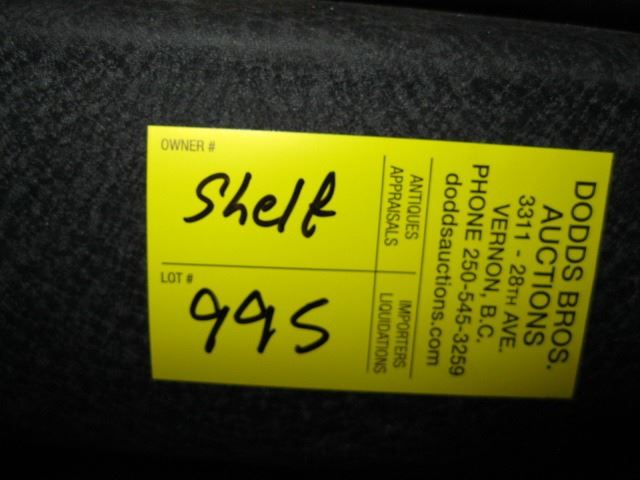 OWNER #
Shelf
LOT #
995
ANTIQUES
APPRAISALS
IMPORTERS
LIQUIDATIONS
DODDS BROS.
AUCTIONS
3311 - 28TH AVE.
VERNON, B.C.
PHONE 250-545-3259
doddsauctions.com